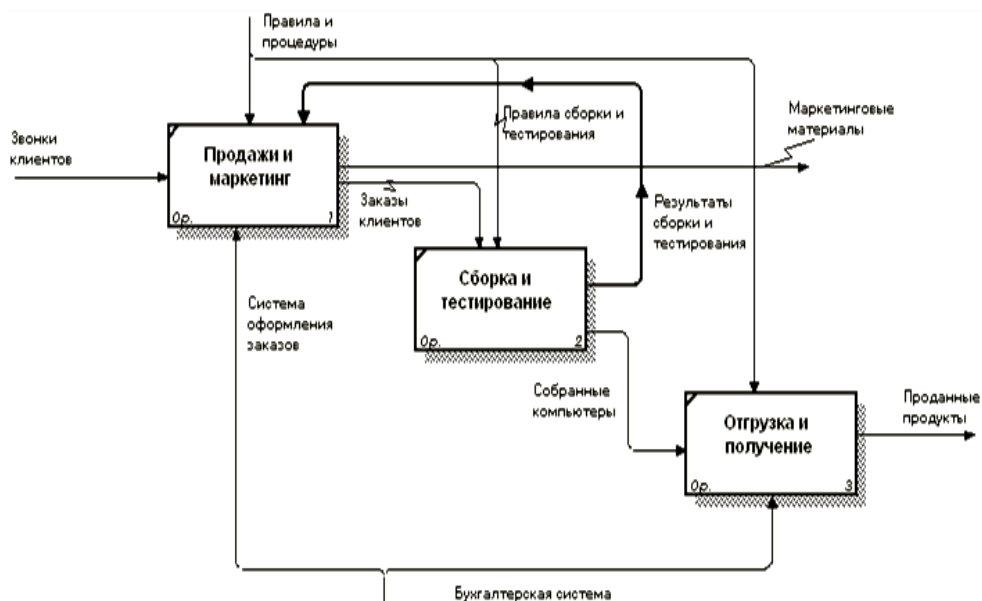 Правила и
процедуры
Правила сборки и
тестирования
Маркетинговые
материалы
Звонки
клиентов
Продажи и
маркетинг
0р.
1
Заказы
клиентов
Результаты
сборки и
тестирования
Сборка и
тестирование
0р.
2
Система
оформления
заказов
Собранные
компьютеры
Отгрузка и
получение
0р.
3
Проданные
продукты
Бухгалтерская система